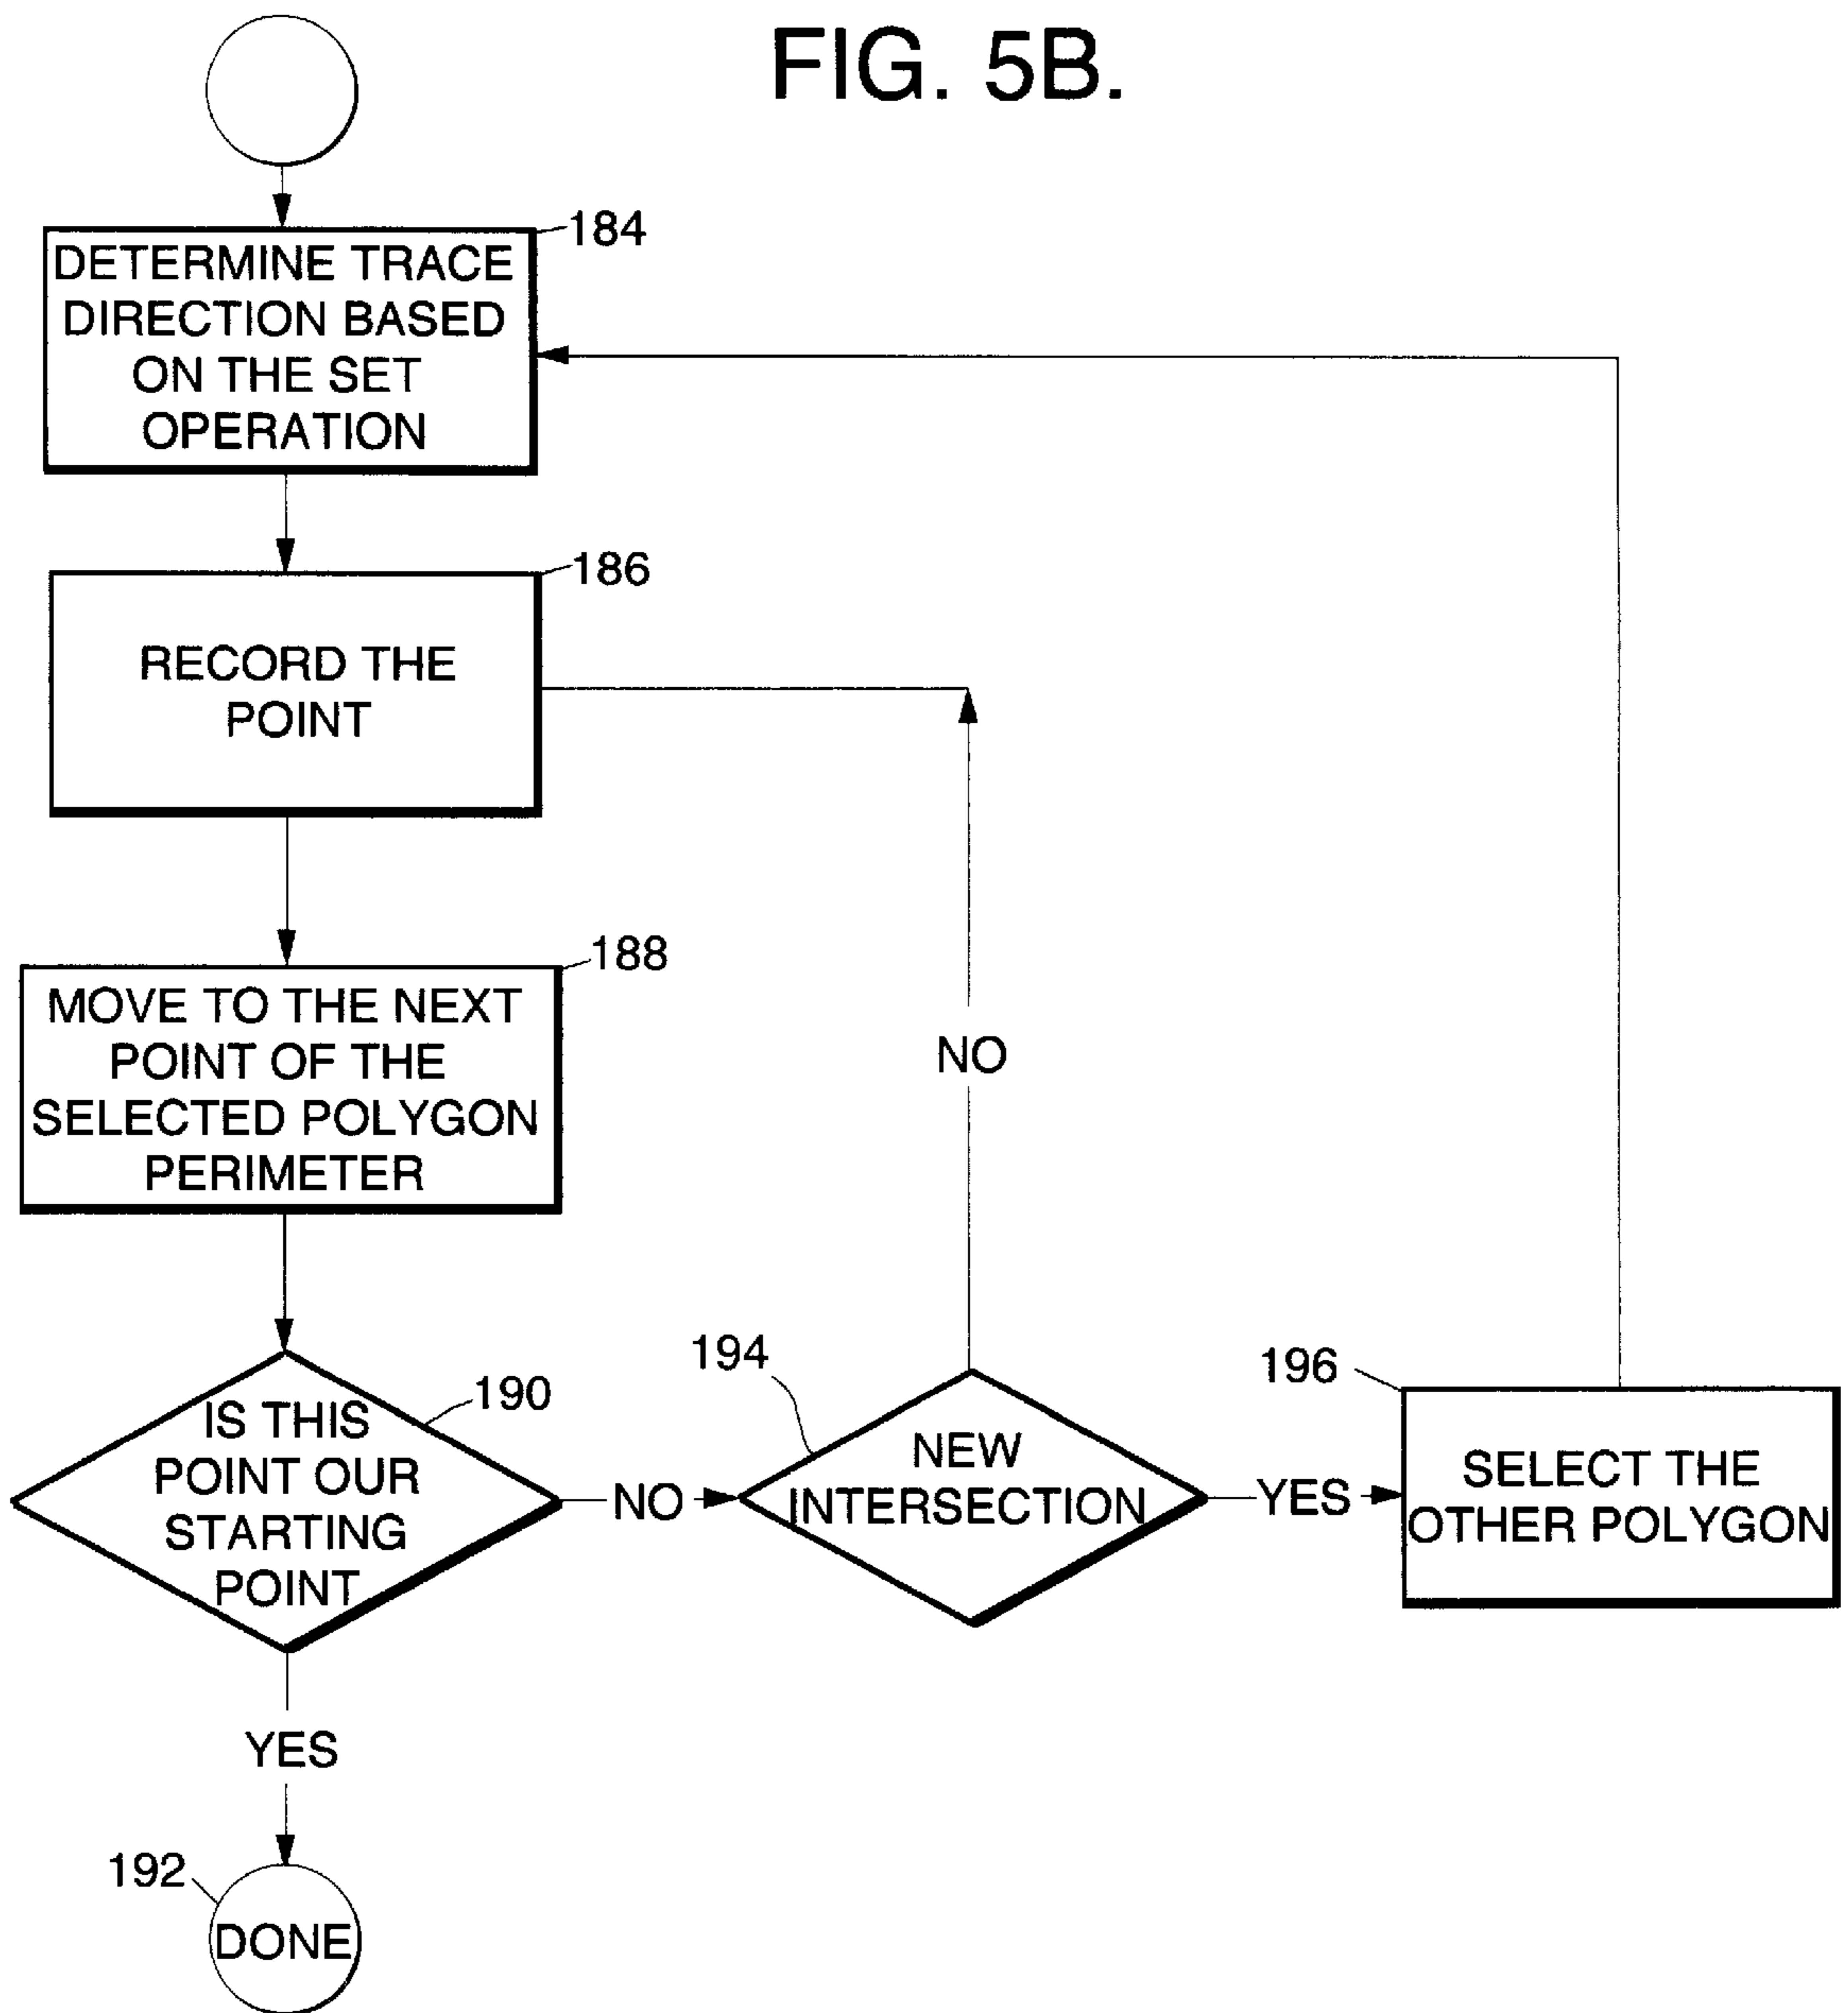 FIG. 5B.
184
DETERMINE TRACE
DIRECTION BASED
ON THE SET
OPERATION
186
RECORD THE
POINT
188
MOVE TO THE NEXT
POINT OF THE
SELECTED POLYGON
PERIMETER
NO
190
IS THIS
POINT OUR
STARTING
POINT
NO
194
NEW
INTERSECTION
YES
196
SELECT THE
OTHER POLYGON
YES
192
DONE